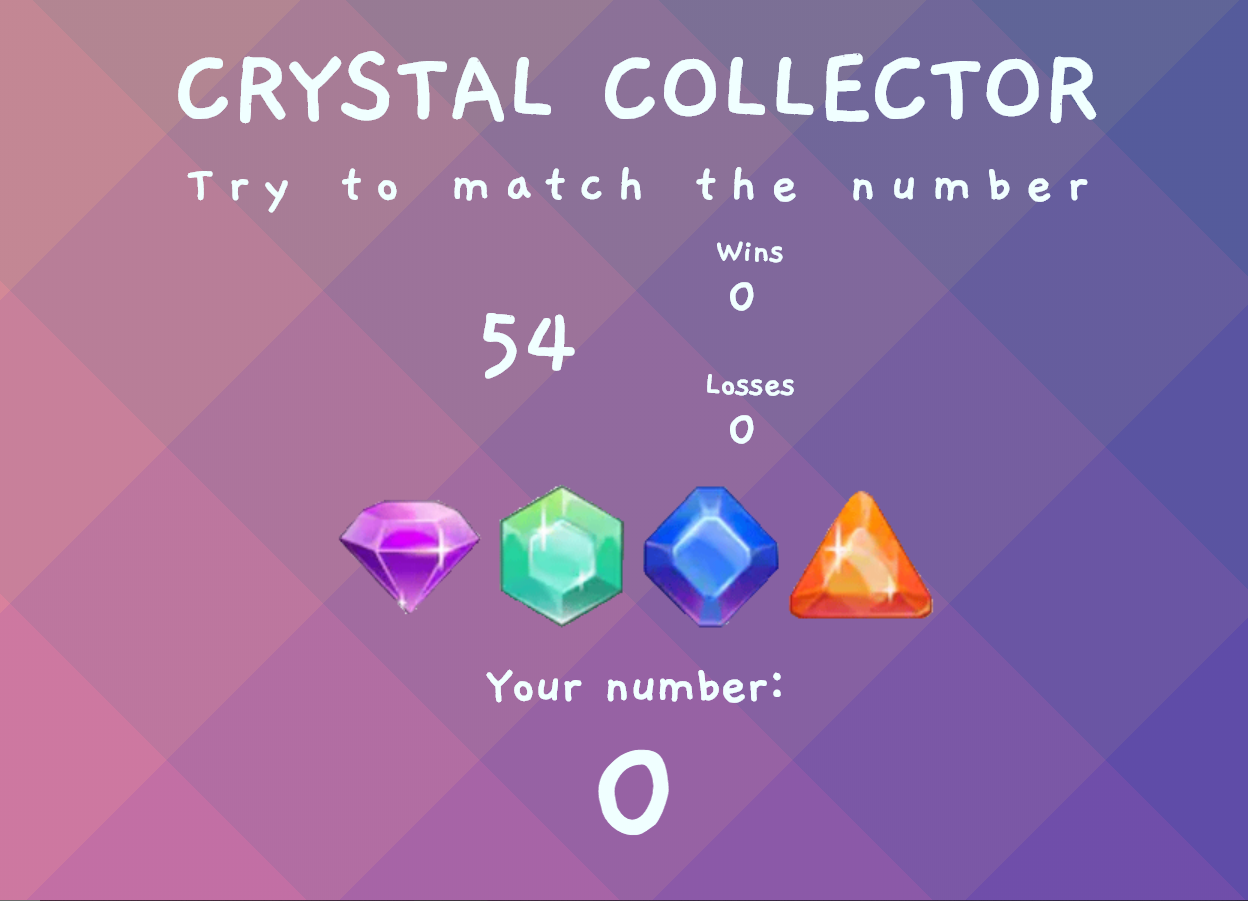 CRYSTAL COLLECTOR
Try to match the number
54
Wins
0
Losses
0
Your number:
0